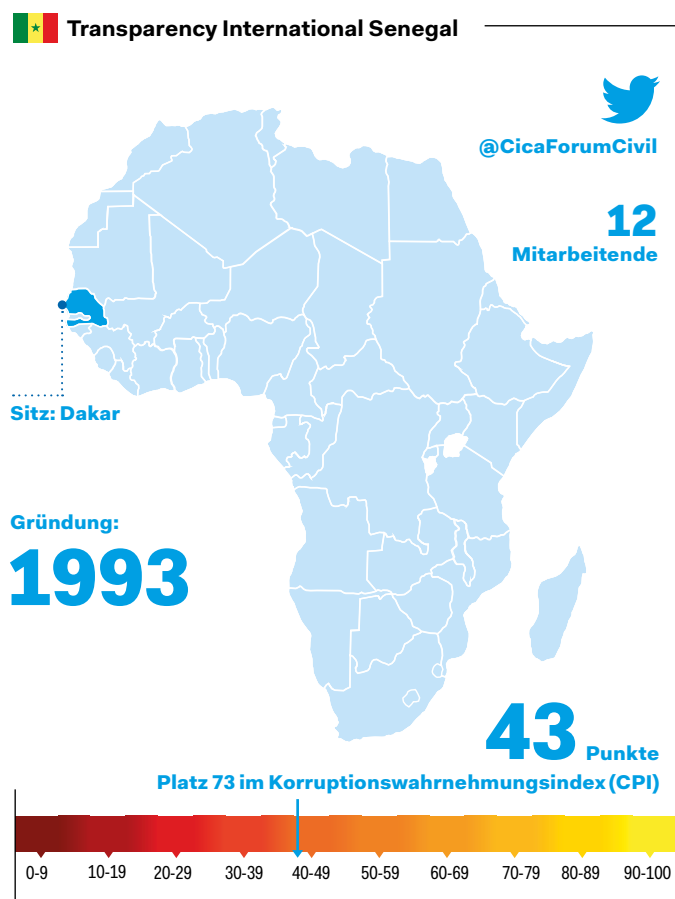 Transparency International Senegal
@CicaForumCivil
12
Mitarbeitende
Sitz: Dakar
Gründung:
1993
43 Punkte
Platz 73 im Korruptionswahrnehmungsindex (CPI)
0-9 10-19 20-29 30-39 40-49 50-59 60-69 70-79 80-89 90-100